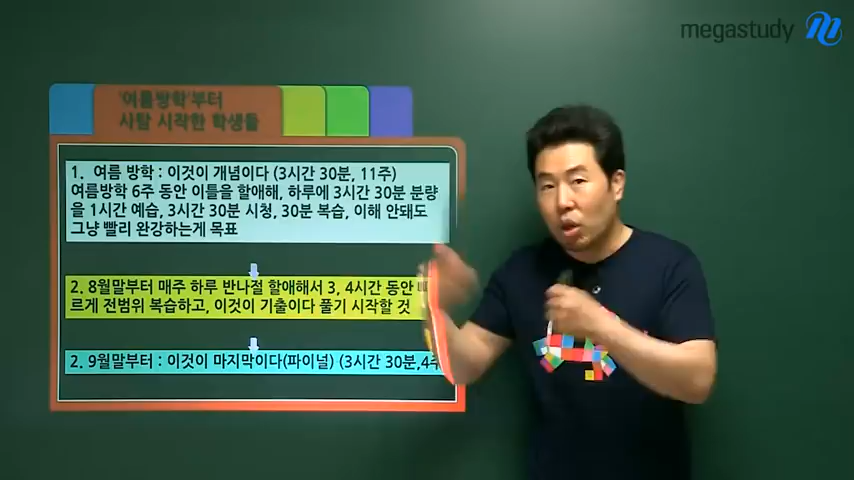 megastudy
'여름방학'부터
사탐 시작한 학생들
1. 여름 방학 : 이것이 개념이다 (3시간 30분, 11주)
여름방학 6주 동안 이틀을 할애해, 하루에 3시간 30분 분량
을 1시간 예습, 3시간 30분 시청, 30분 복습, 이해 안돼도
그냥 빨리 완강하는게 목표
2. 8월말부터 매주 하루 반나절 할애해서 3, 4시간 동안
르게 전범위 복습하고, 이것이 기출이다 풀기 시작할 것
2. 9월말부터 : 이것이 마지막이다(파이널) (3시간 30분,4